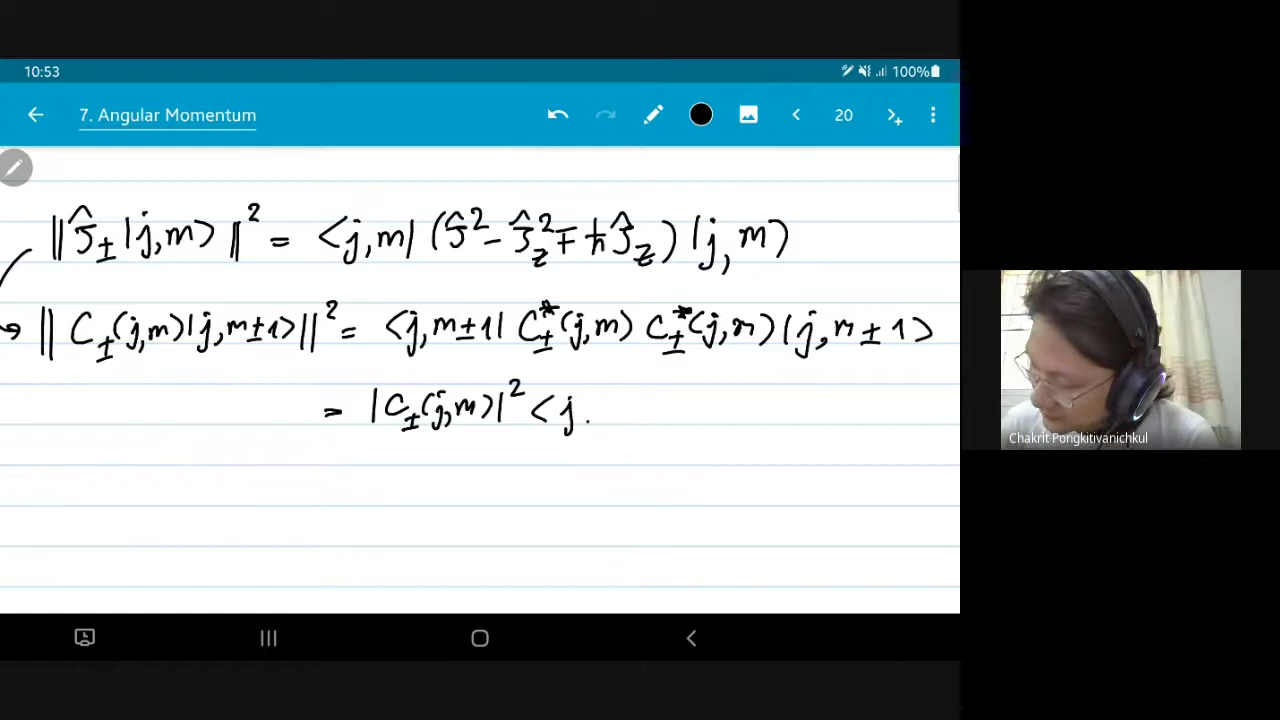 10:53 100%
7. Angular Momentum 20
‖Ĵ± |j,m⟩‖² = ⟨j,m| (Ĵ² - Ĵz² ∓ ħĴz) |j,m⟩
‖C±(j,m)|j,m±1⟩‖² = ⟨j,m±1| C±*(j,m) C±*(j,m) |j,m±1⟩
= |C±(j,m)|² <j.
Chakrit Pongkitivanichkul